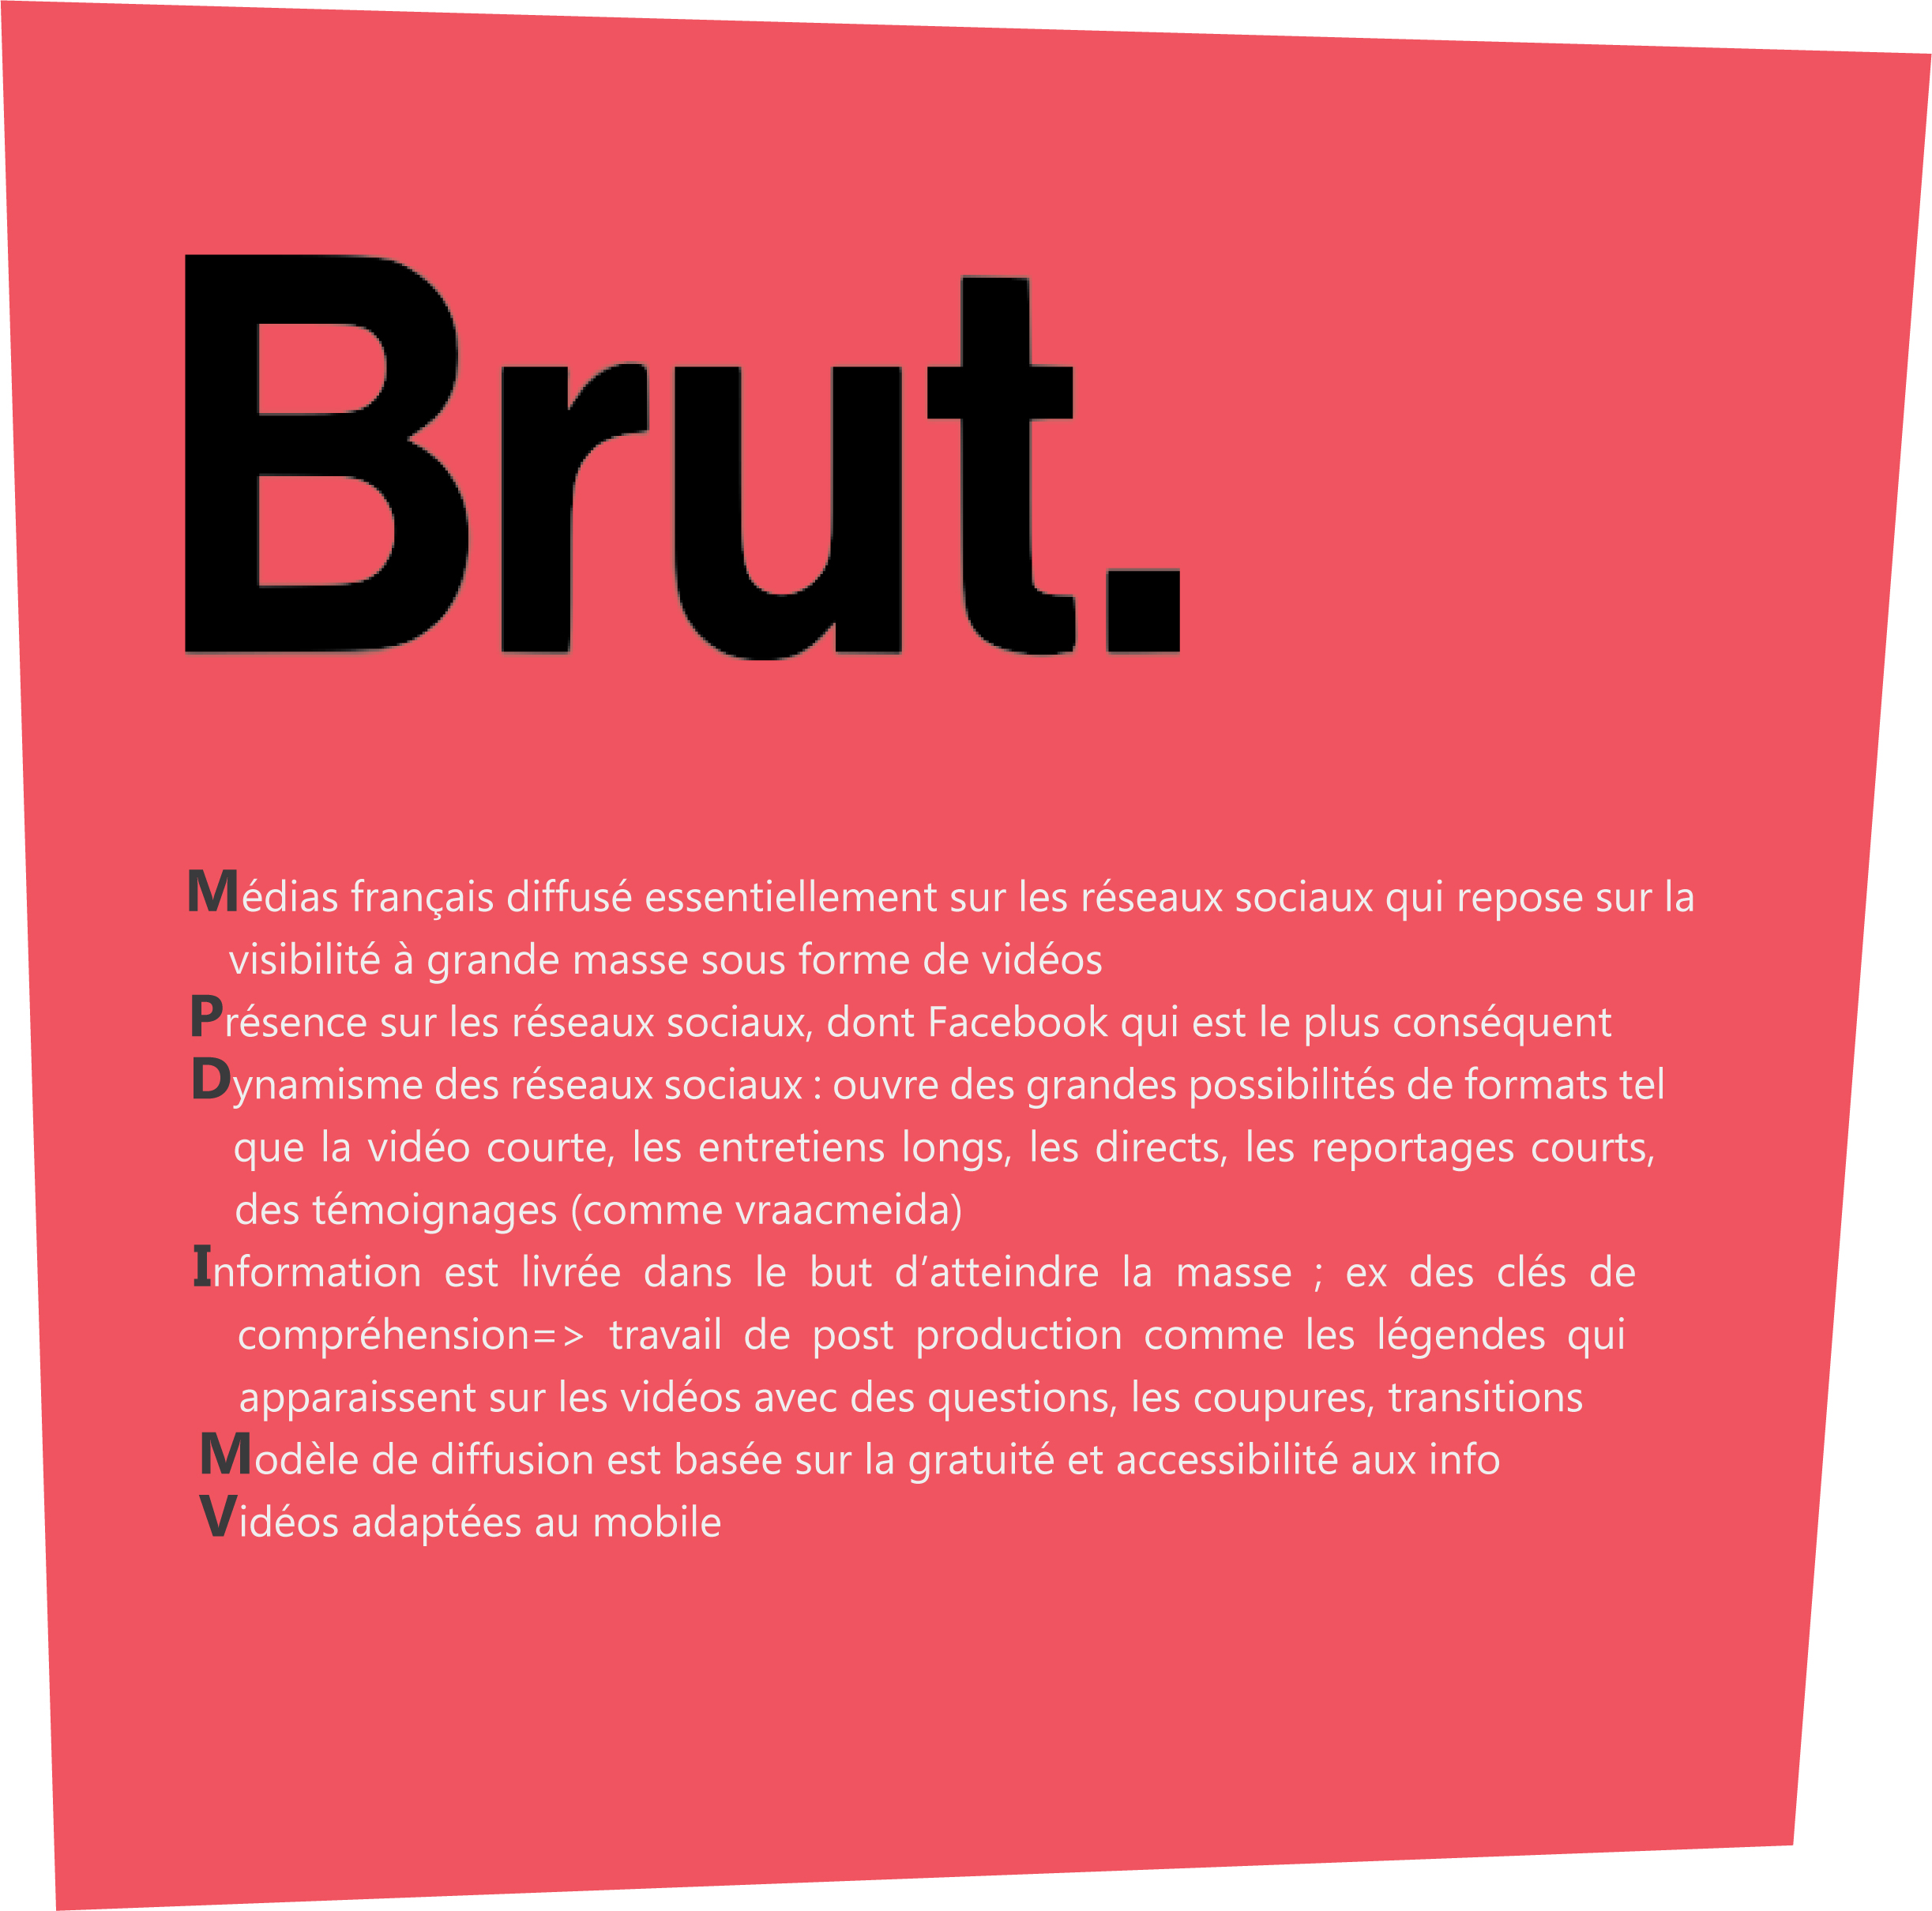 Brut.
Médias français diffusé essentiellement sur les réseaux sociaux qui repose sur la
visibilité à grande masse sous forme de vidéos
Présence sur les réseaux sociaux, dont Facebook qui est le plus conséquent
Dynamisme des réseaux sociaux : ouvre des grandes possibilités de formats tel
que la vidéo courte, les entretiens longs, les directs, les reportages courts,
des témoignages (comme vraacmeida)
Information est livrée dans le but d’atteindre la masse ; ex des clés de
compréhension=> travail de post production comme les légendes qui
apparaissent sur les vidéos avec des questions, les coupures, transitions
Modèle de diffusion est basée sur la gratuité et accessibilité aux info
Vidéos adaptées au mobile